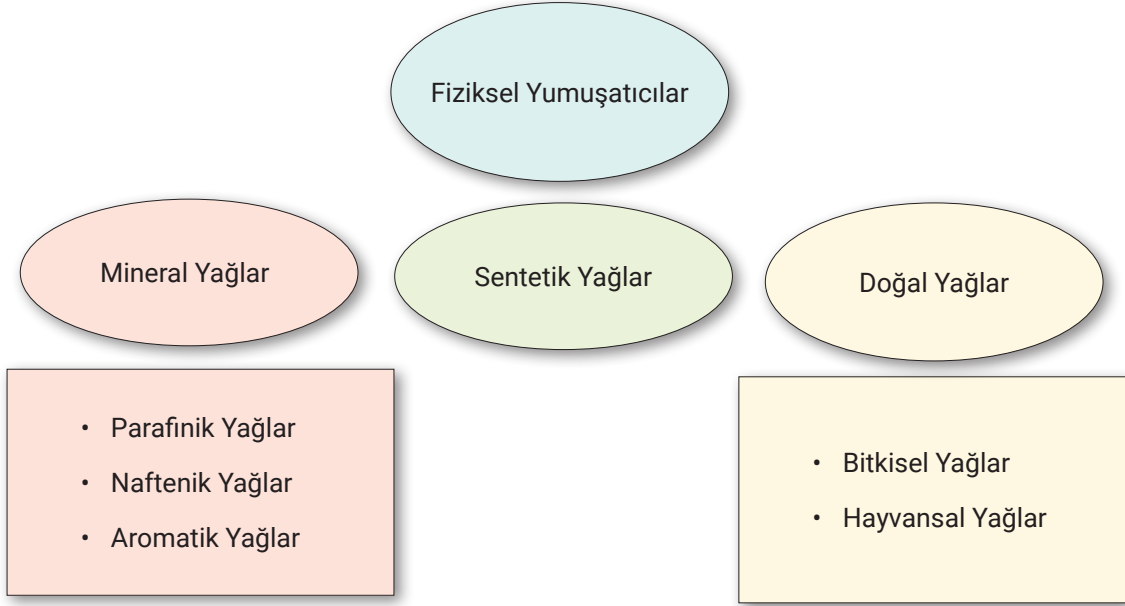 Fiziksel Yumuşatıcılar
Mineral Yağlar
Sentetik Yağlar
Doğal Yağlar
• Parafinik Yağlar
• Naftenik Yağlar
• Aromatik Yağlar
• Bitkisel Yağlar
• Hayvansal Yağlar